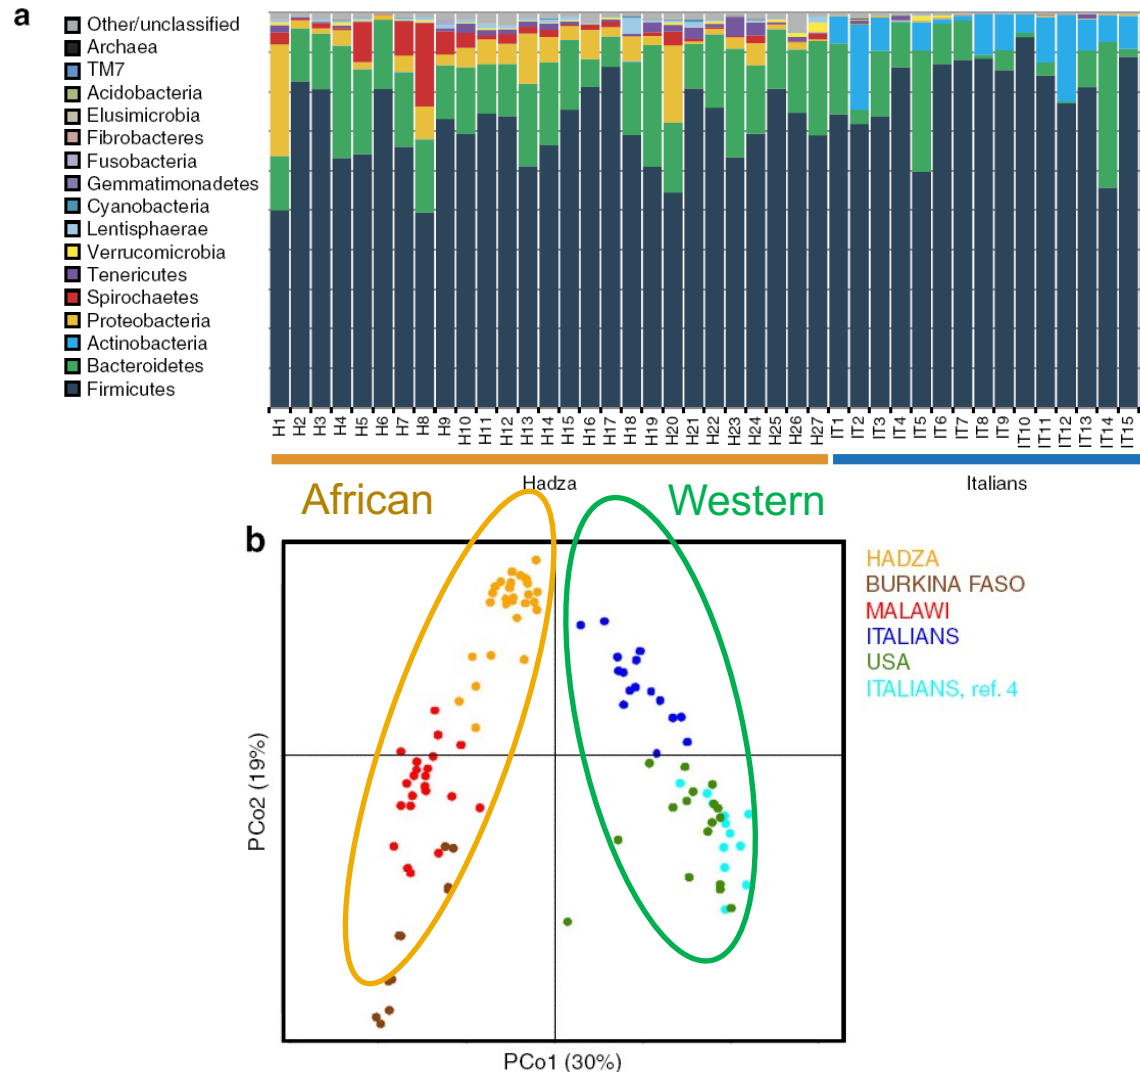 a
Other/unclassified
Archaea
TM7
Acidobacteria
Elusimicrobia
Fibrobacteres
Fusobacteria
Gemmatimonadetes
Cyanobacteria
Lentisphaerae
Verrucomicrobia
Tenericutes
Spirochaetes
Proteobacteria
Actinobacteria
Bacteroidetes
Firmicutes
H1 H2 H3 H4 H5 H6 H7 H8 H9 H10 H11 H12 H13 H14 H15 H16 H17 H18 H19 H20 H21 H22 H23 H24 H25 H26 H27 IT1 IT2 IT3 IT4 IT5 IT6 IT7 IT8 IT9 IT10 IT11 IT12 IT13 IT14 IT15
Hadza Italians
African Western
b
HADZA
BURKINA FASO
MALAWI
ITALIANS
USA
ITALIANS, ref. 4
PCo2 (19%)
PCo1 (30%)